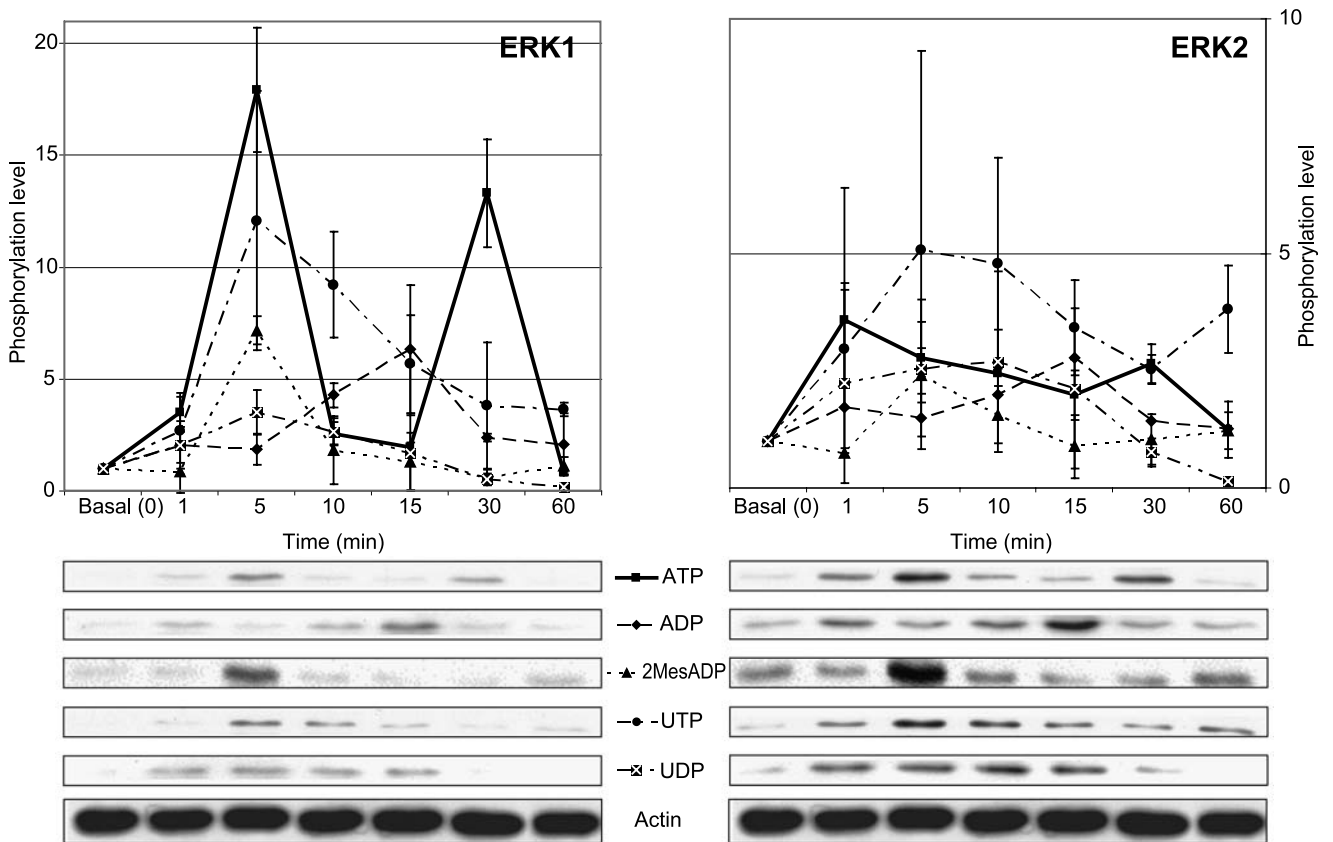 ERK1
Phosphorylation level
20
15
10
5
0
Basal (0) 1 5 10 15 30 60
Time (min)
ERK2
Phosphorylation level
10
5
0
Basal (0) 1 5 10 15 30 60
Time (min)
ATP
ADP
2MesADP
UTP
UDP
Actin